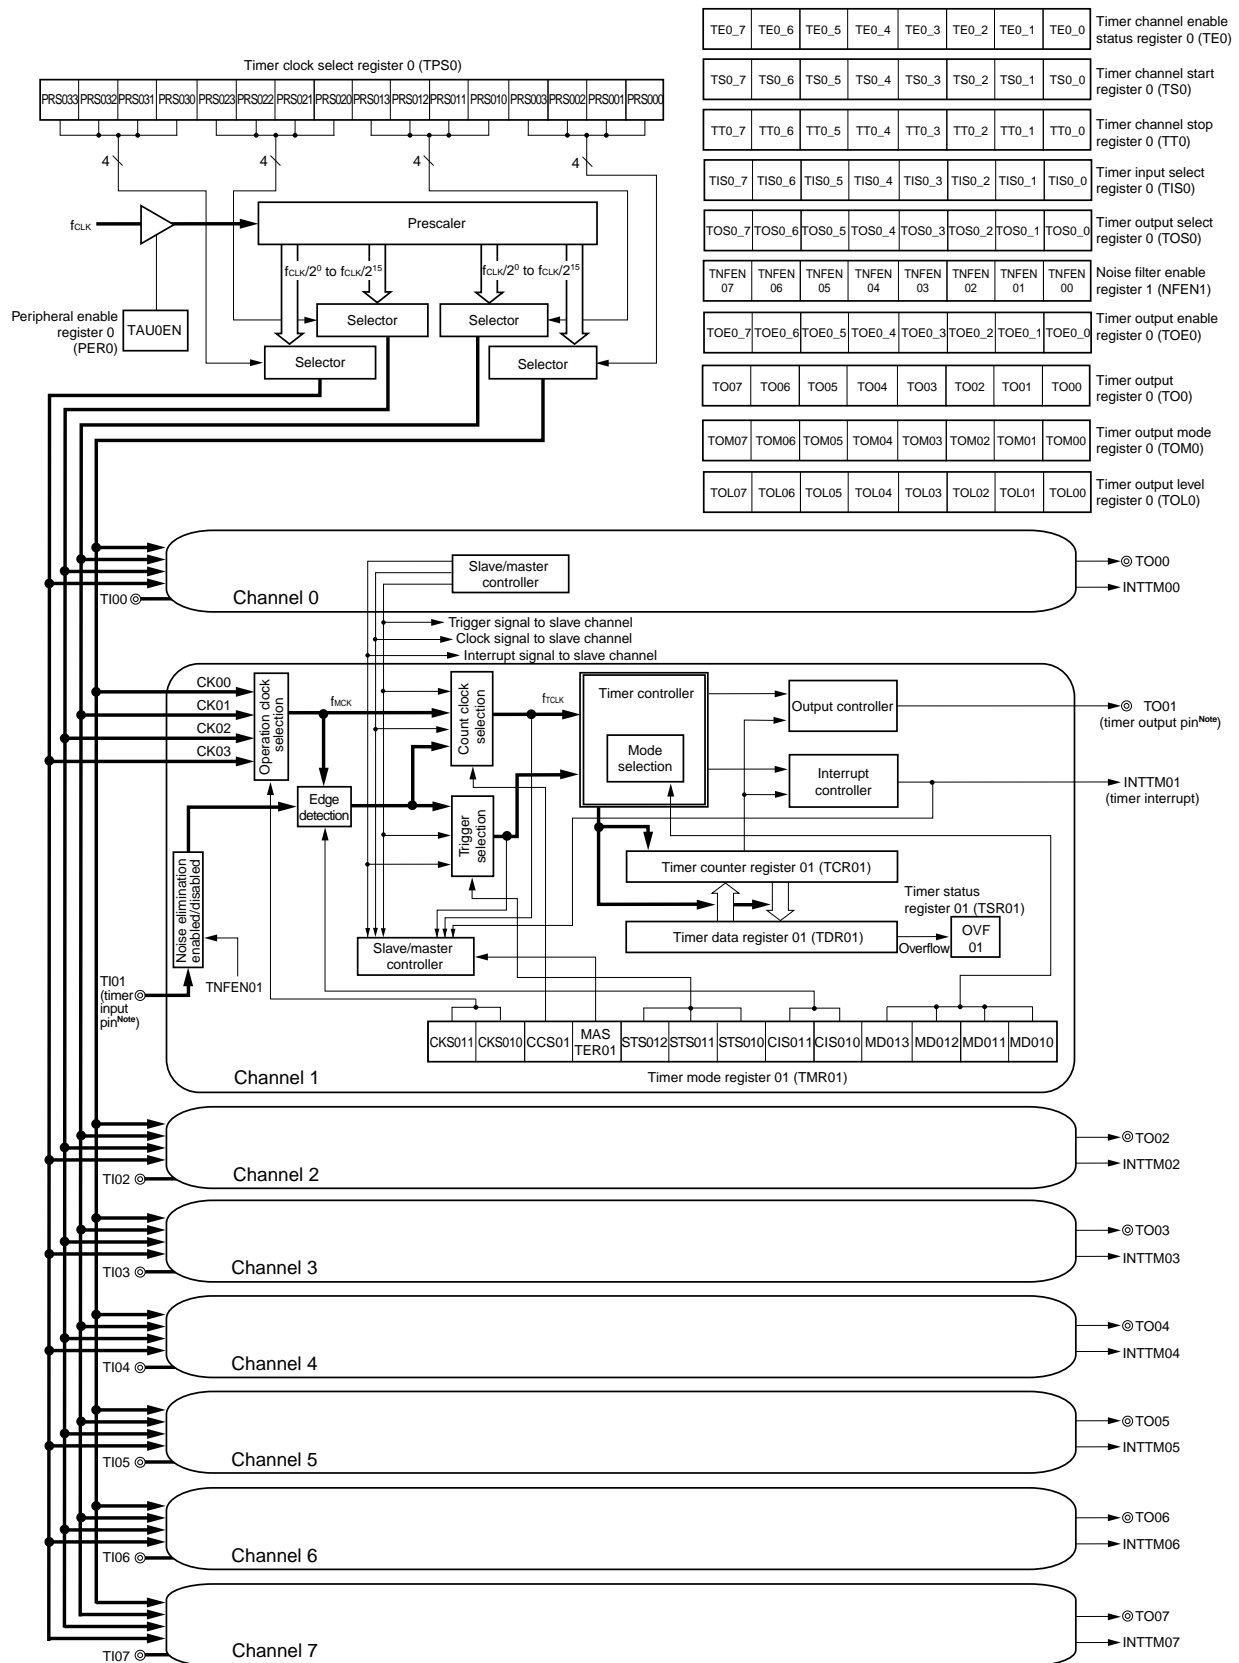 TE0_7 TE0_6 TE0_5 TE0_4 TE0_3 TE0_2 TE0_1 TE0_0
Timer channel enable
status register 0 (TE0)
Timer clock select register 0 (TPS0)
PRS033 PRS032 PRS031 PRS030 PRS023 PRS022 PRS021 PRS020 PRS013 PRS012 PRS011 PRS010 PRS003 PRS002 PRS001 PRS000
TS0_7 TS0_6 TS0_5 TS0_4 TS0_3 TS0_2 TS0_1 TS0_0
Timer channel start
register 0 (TS0)
TT0_7 TT0_6 TT0_5 TT0_4 TT0_3 TT0_2 TT0_1 TT0_0
Timer channel stop
register 0 (TT0)
4 4 4 4
TIS0_7 TIS0_6 TIS0_5 TIS0_4 TIS0_3 TIS0_2 TIS0_1 TIS0_0
Timer input select
register 0 (TIS0)
fCLK
Prescaler
TOS0_7 TOS0_6 TOS0_5 TOS0_4 TOS0_3 TOS0_2 TOS0_1 TOS0_0
Timer output select
register 0 (TOS0)
fCLK/2⁰ to fCLK/2¹⁵
fCLK/2⁰ to fCLK/2¹⁵
TNFEN 07 TNFEN 06 TNFEN 05 TNFEN 04 TNFEN 03 TNFEN 02 TNFEN 01 TNFEN 00
Noise filter enable
register 1 (NFEN1)
Peripheral enable
register 0
(PER0)
TAU0EN
Selector
Selector
TOE0_7 TOE0_6 TOE0_5 TOE0_4 TOE0_3 TOE0_2 TOE0_1 TOE0_0
Timer output enable
register 0 (TOE0)
Selector
Selector
TO07 TO06 TO05 TO04 TO03 TO02 TO01 TO00
Timer output
register 0 (TO0)
TOM07 TOM06 TOM05 TOM04 TOM03 TOM02 TOM01 TOM00
Timer output mode
register 0 (TOM0)
TOL07 TOL06 TOL05 TOL04 TOL03 TOL02 TOL01 TOL00
Timer output level
register 0 (TOL0)
Slave/master
controller
TO00
INTTM00
TI00
Channel 0
Trigger signal to slave channel
Clock signal to slave channel
Interrupt signal to slave channel
CK00
CK01
CK02
CK03
Operation clock
selection
fMCK
Count clock
selection
fTCLK
Timer controller
Mode
selection
Output controller
TO01
(timer output pinNote)
Interrupt
controller
INTTM01
(timer interrupt)
Edge
detection
Trigger
selection
Noise elimination
enabled/disabled
Timer counter register 01 (TCR01)
Timer status
register 01 (TSR01)
Timer data register 01 (TDR01)
Overflow
OVF
01
Slave/master
controller
TI01
(timer
input
pinNote)
TNFEN01
CKS011 CKS010 CCS01 MAS TER01 STS012 STS011 STS010 CIS011 CIS010 MD013 MD012 MD011 MD010
Timer mode register 01 (TMR01)
Channel 1
TO02
INTTM02
TI02
Channel 2
TO03
INTTM03
TI03
Channel 3
TO04
INTTM04
TI04
Channel 4
TO05
INTTM05
TI05
Channel 5
TO06
INTTM06
TI06
Channel 6
TO07
INTTM07
TI07
Channel 7